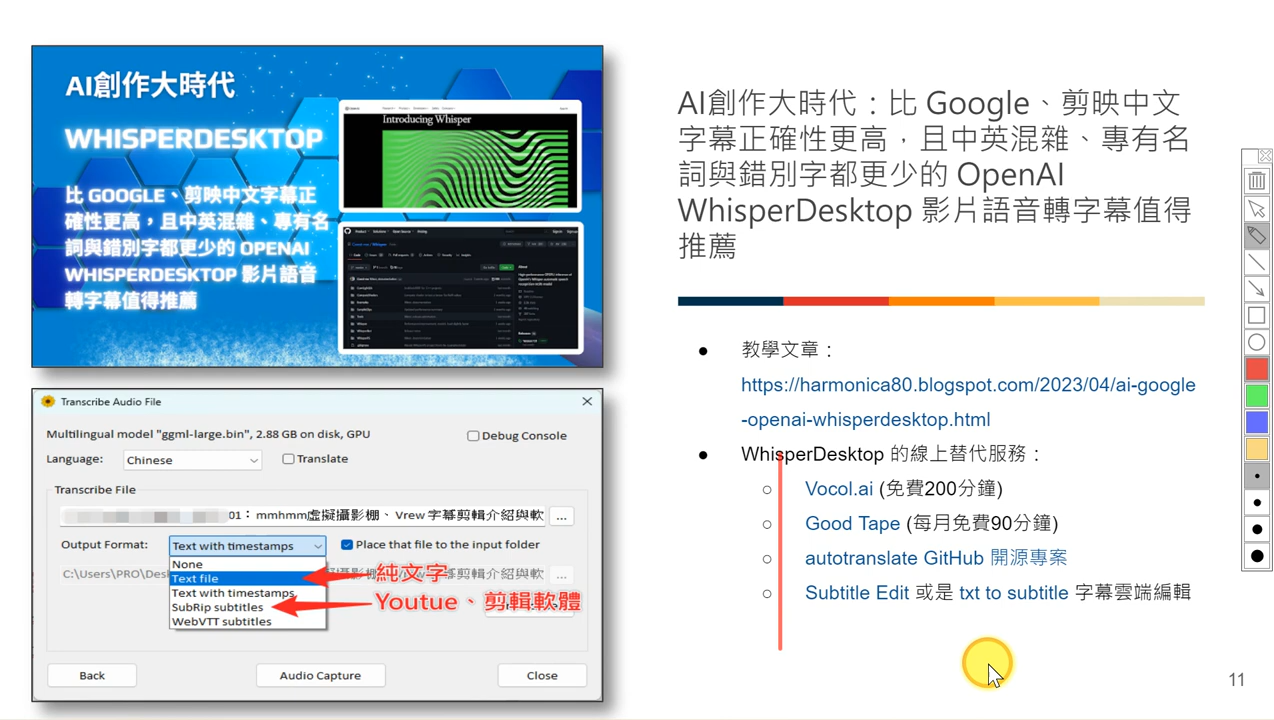 AI創作大時代
WHISPERDESKTOP
比 GOOGLE、剪映中文字幕正
確性更高，且中英混雜、專有名
詞與錯別字都更少的 OPENAI
WHISPERDESKTOP 影片語音
轉字幕值得推薦
Introducing Whisper
Transcribe Audio File
Multilingual model "ggml-large.bin", 2.88 GB on disk, GPU
Debug Console
Language:
Chinese
Translate
Transcribe File
01：mmhmm虛擬攝影棚、Vrew 字幕剪輯介紹與軟
...
Output Format:
Text with timestamps
Place that file to the input folder
None
C:\Users\PRO\Des
...
Text file
純文字
Text with timestamps
SubRip subtitles
Youtue、剪輯軟體
WebVTT subtitles
Back
Audio Capture
Close
AI創作大時代：比 Google、剪映中文
字幕正確性更高，且中英混雜、專有名
詞與錯別字都更少的 OpenAI
WhisperDesktop 影片語音轉字幕值得
推薦
● 教學文章：
https://harmonica80.blogspot.com/2023/04/ai-google
-openai-whisperdesktop.html
● WhisperDesktop 的線上替代服務：
○ Vocol.ai (免費200分鐘)
○ Good Tape (每月免費90分鐘)
○ autotranslate GitHub 開源專案
○ Subtitle Edit 或是 txt to subtitle 字幕雲端編輯
11